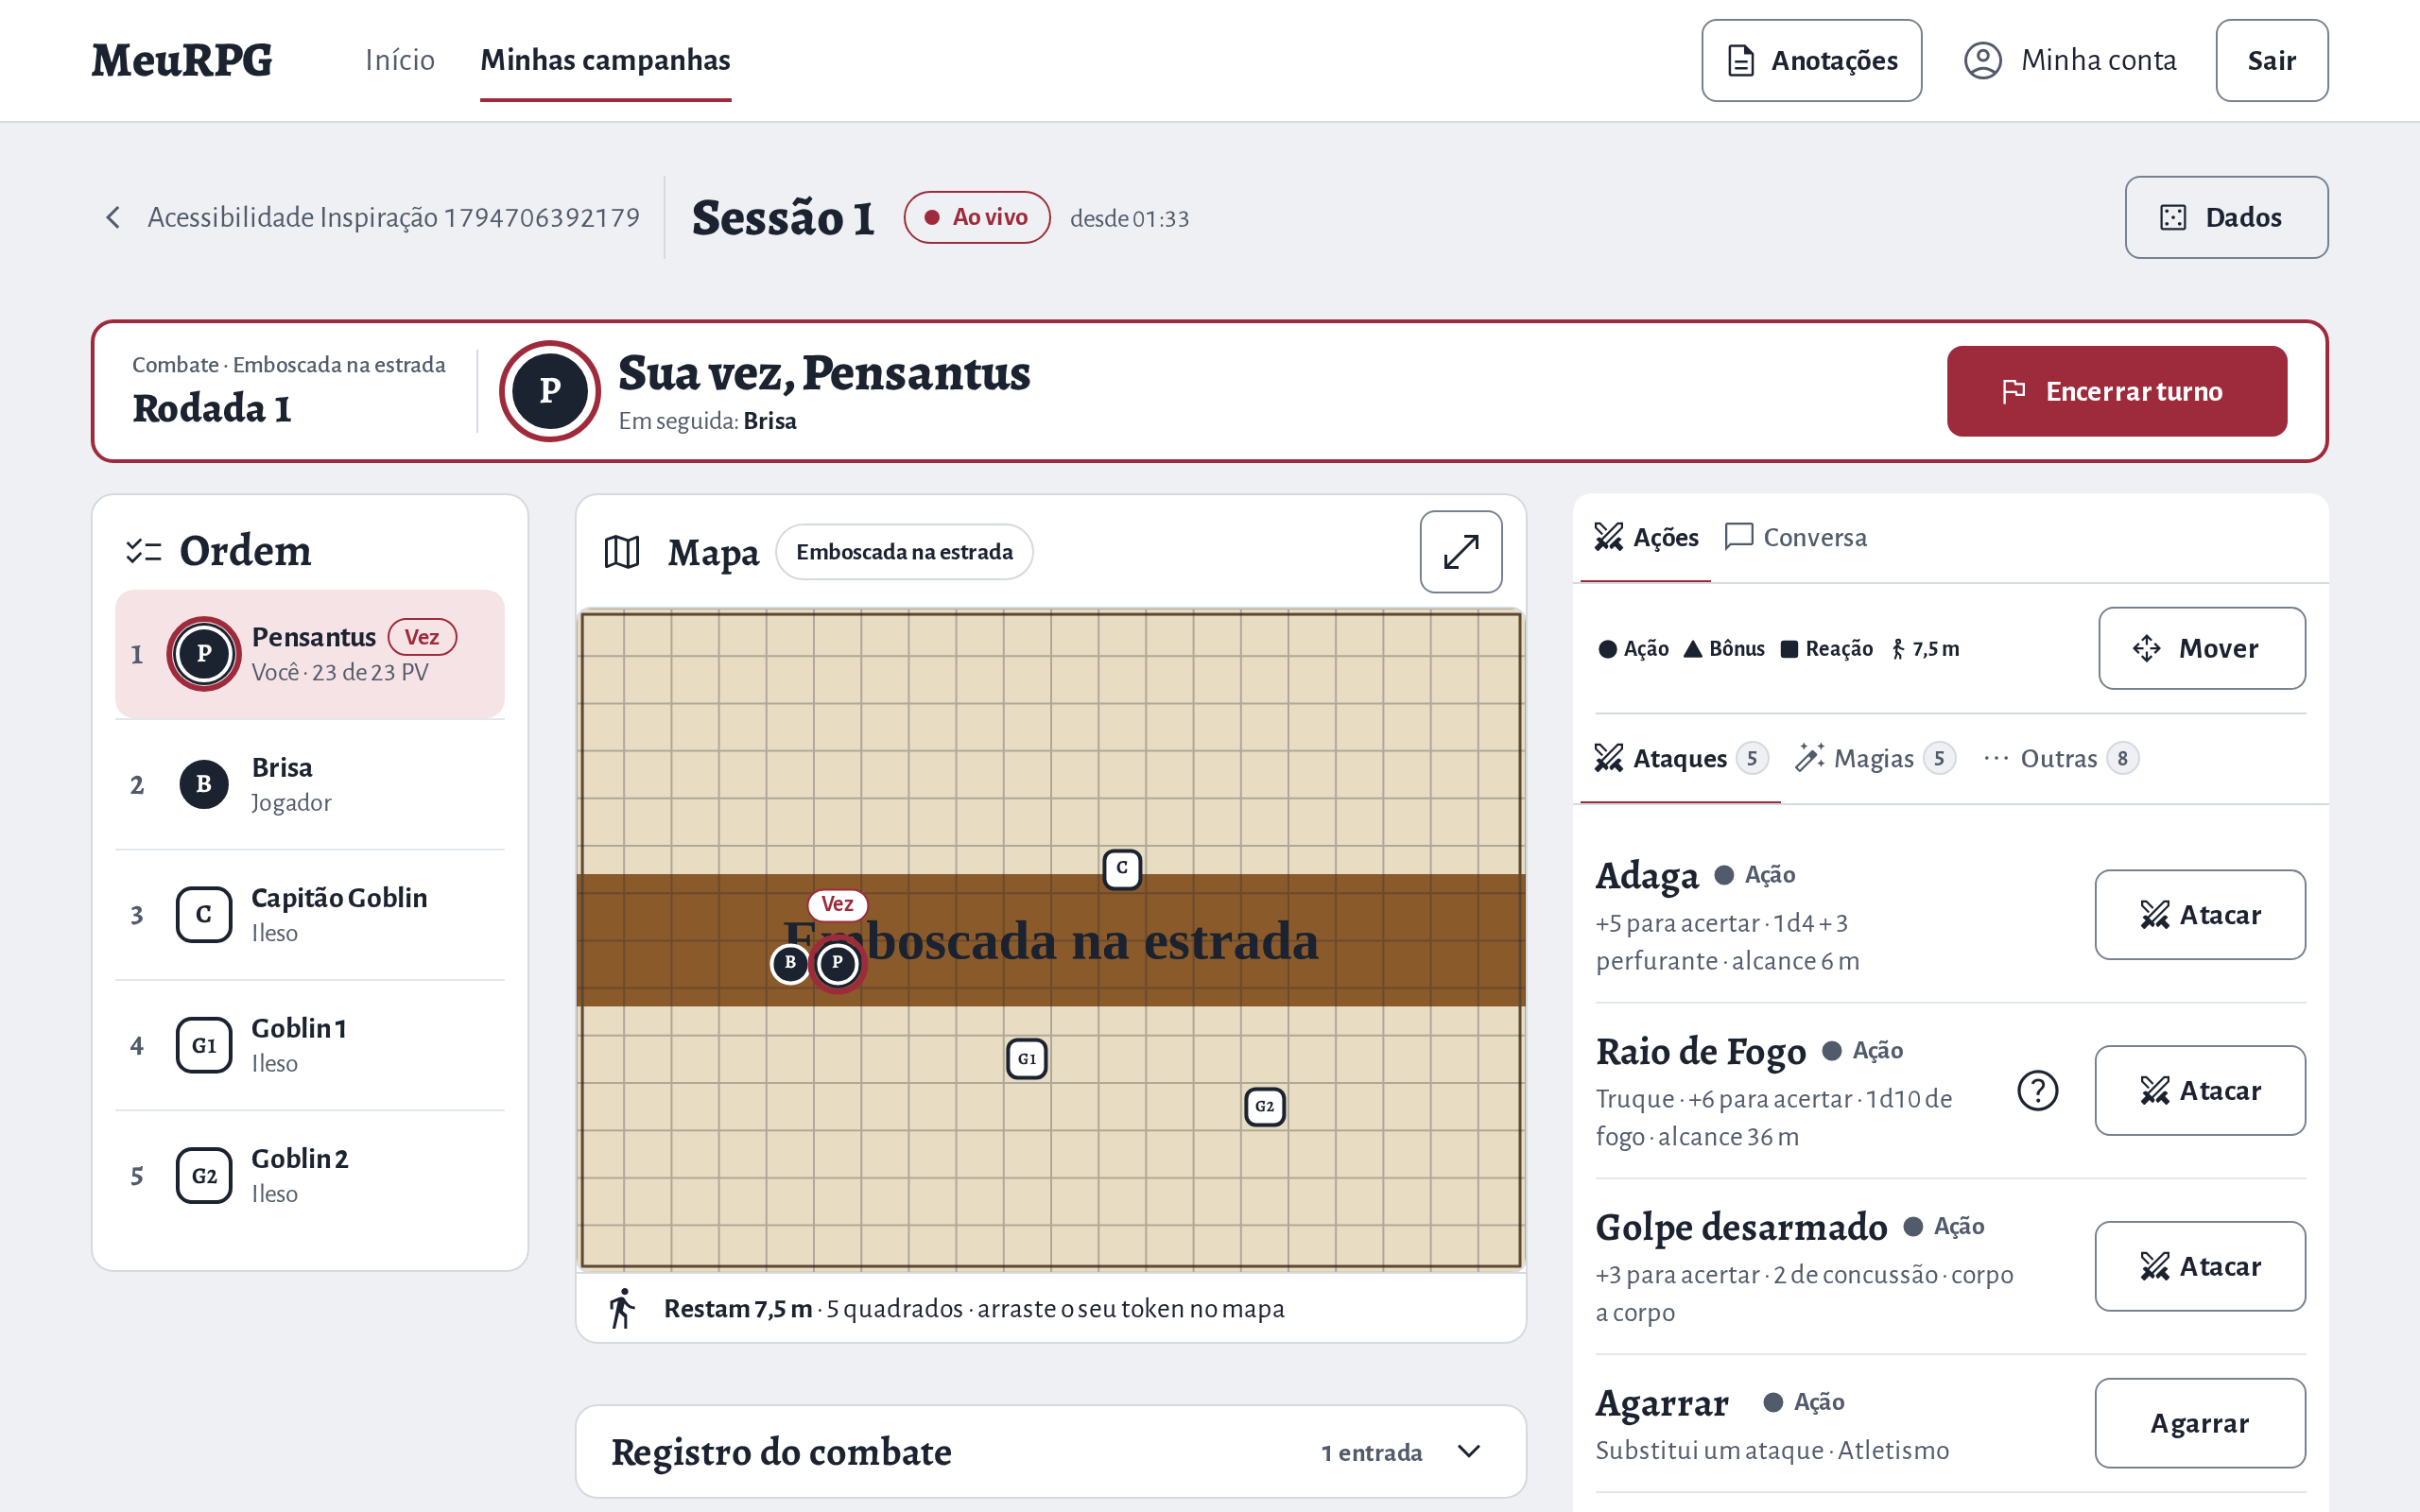 MeuRPG
Início
Minhas campanhas
Anotações
Minha conta
Sair
Acessibilidade Inspiração 1794706392179
Sessão 1
Ao vivo
desde 01:33
Dados
Combate · Emboscada na estrada
Rodada 1
P
Sua vez, Pensantus
Em seguida: Brisa
Encerrar turno
Ordem
1
P
Pensantus
Vez
Você · 23 de 23 PV
2
B
Brisa
Jogador
3
C
Capitão Goblin
Ileso
4
G1
Goblin 1
Ileso
5
G2
Goblin 2
Ileso
Mapa
Emboscada na estrada
C
Vez
Emboscada na estrada
B
P
G1
G2
Restam 7,5 m · 5 quadrados · arraste o seu token no mapa
Registro do combate
1 entrada
Ações
Conversa
Ação
Bônus
Reação
7,5 m
Mover
Ataques 5
Magias 5
Outras 8
Adaga
Ação
+5 para acertar · 1d4 + 3
perfurante · alcance 6 m
Atacar
Raio de Fogo
Ação
Truque · +6 para acertar · 1d10 de
fogo · alcance 36 m
?
Atacar
Golpe desarmado
Ação
+3 para acertar · 2 de concussão · corpo
a corpo
Atacar
Agarrar
Ação
Substitui um ataque · Atletismo
Agarrar